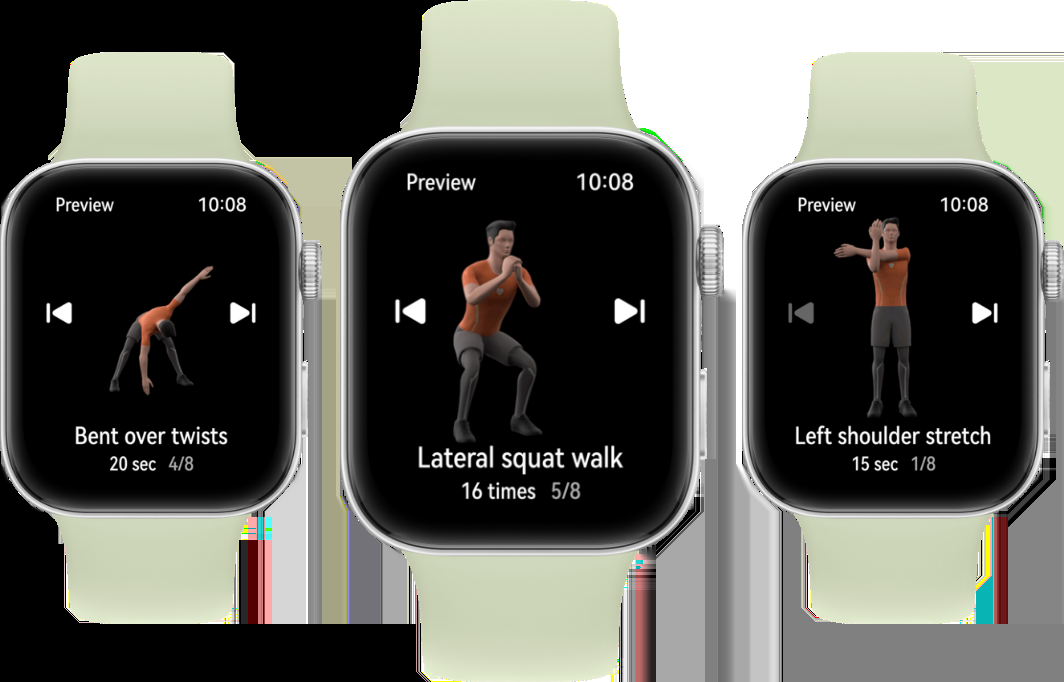 Preview 10:08
Bent over twists
20 sec 4/8
Preview 10:08
Lateral squat walk
16 times 5/8
Preview 10:08
Left shoulder stretch
15 sec 1/8